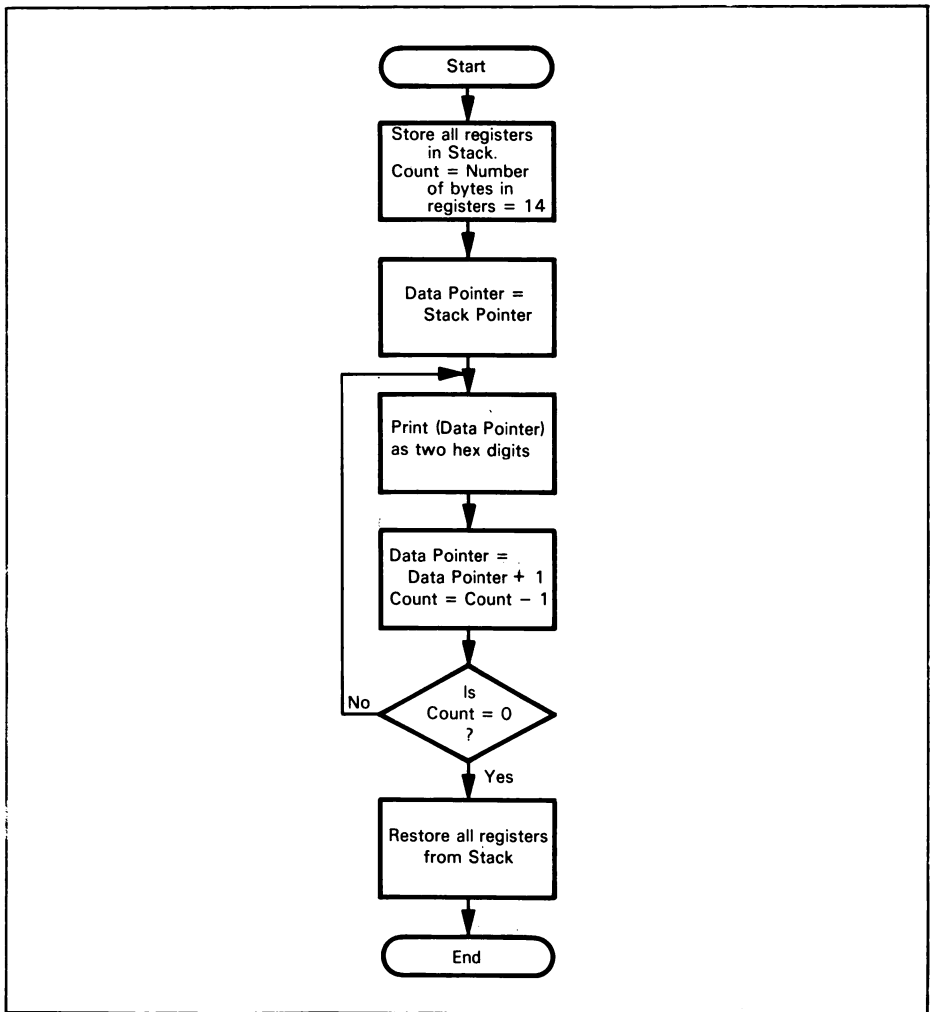 Start
Store all registers
in Stack.
Count = Number
of bytes in
registers = 14
Data Pointer =
Stack Pointer
Print (Data Pointer)
as two hex digits
Data Pointer =
Data Pointer + 1
Count = Count − 1
Is
Count = 0
?
No
Yes
Restore all registers
from Stack
End